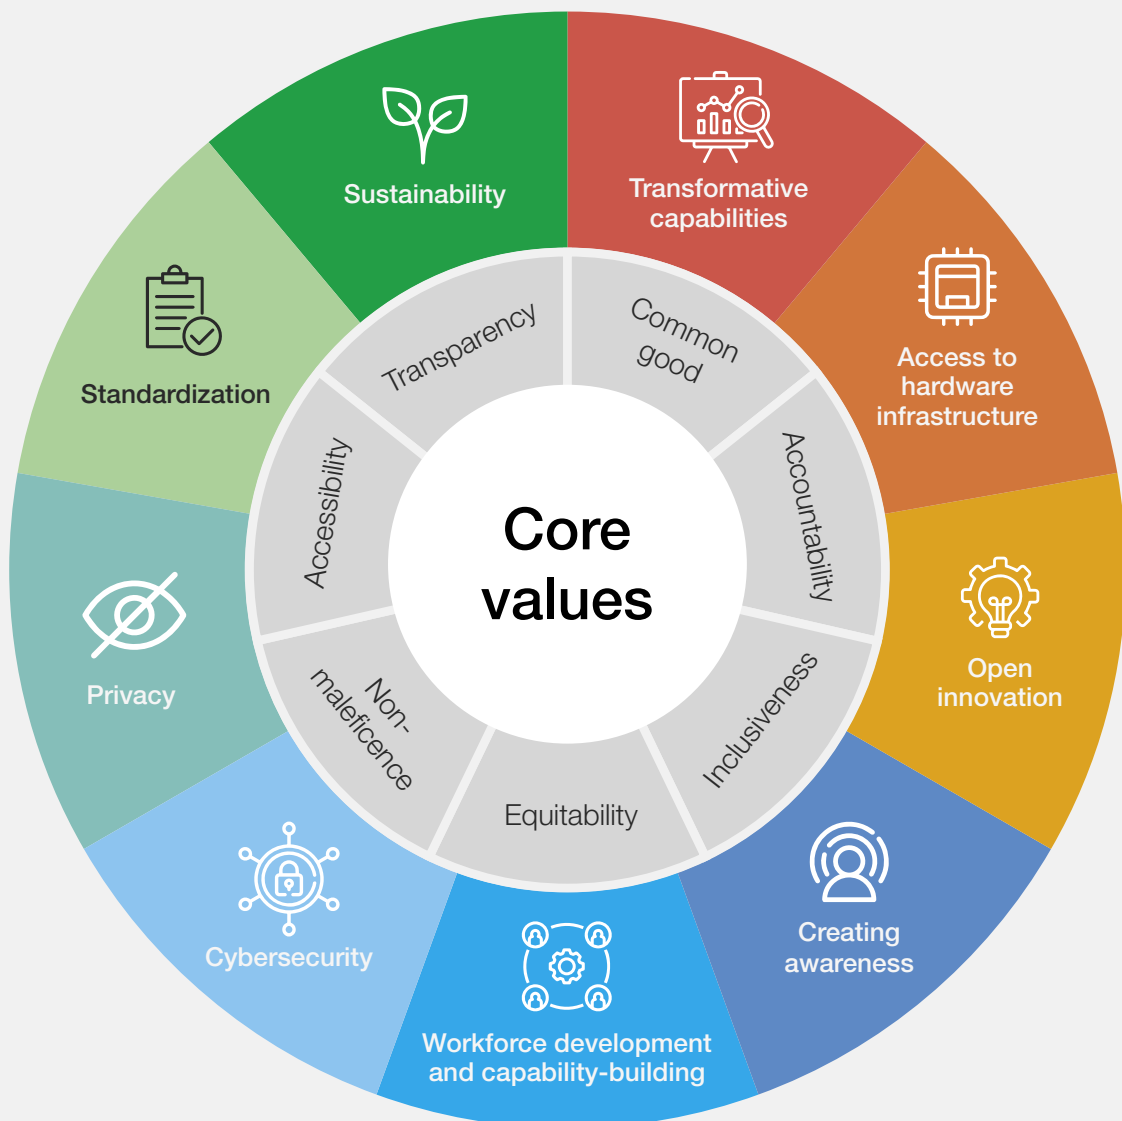 Sustainability
Transformative
capabilities
Access to
hardware
infrastructure
Open
innovation
Creating
awareness
Workforce development
and capability-building
Cybersecurity
Privacy
Standardization
Transparency
Common
good
Accountability
Inclusiveness
Equitability
Non-
maleficence
Accessibility
Core
values